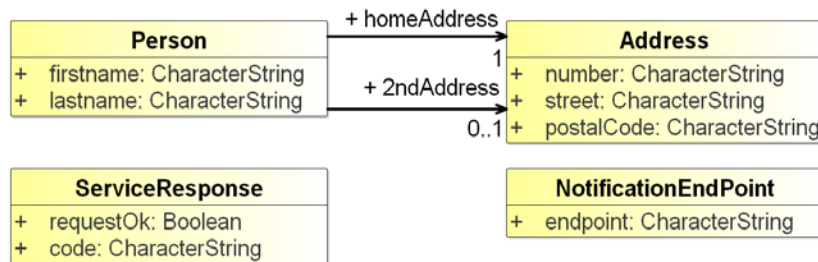 Person
+ firstname: CharacterString
+ lastname: CharacterString
+ homeAddress
1
+ 2ndAddress
0..1
Address
+ number: CharacterString
+ street: CharacterString
+ postalCode: CharacterString
ServiceResponse
+ requestOk: Boolean
+ code: CharacterString
NotificationEndPoint
+ endpoint: CharacterString